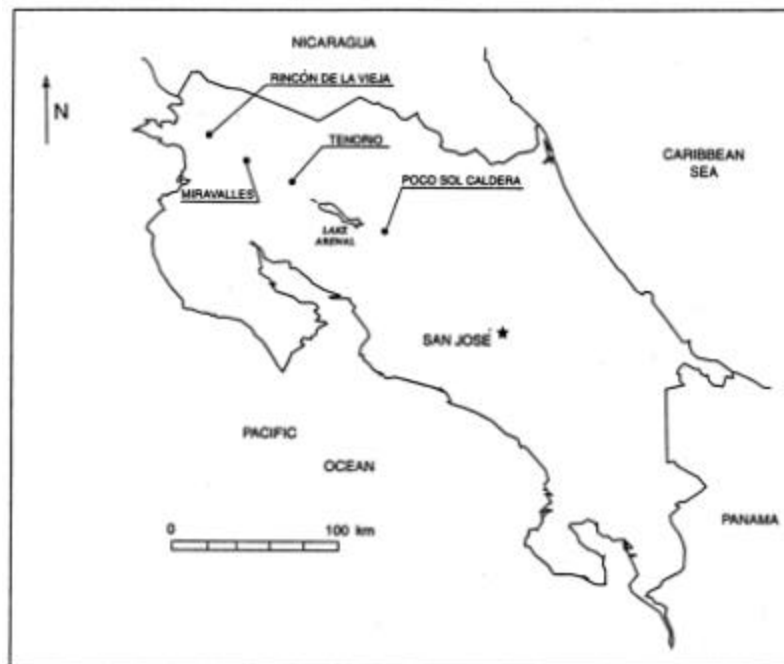 NICARAGUA
RINCÓN DE LA VIEJA
N
TENORIO
CARIBBEAN
SEA
MIRAVALLES
POCO SOL CALDERA
LAKE
ARENAL
SAN JOSÉ
PACIFIC
OCEAN
0 100 km
PANAMA